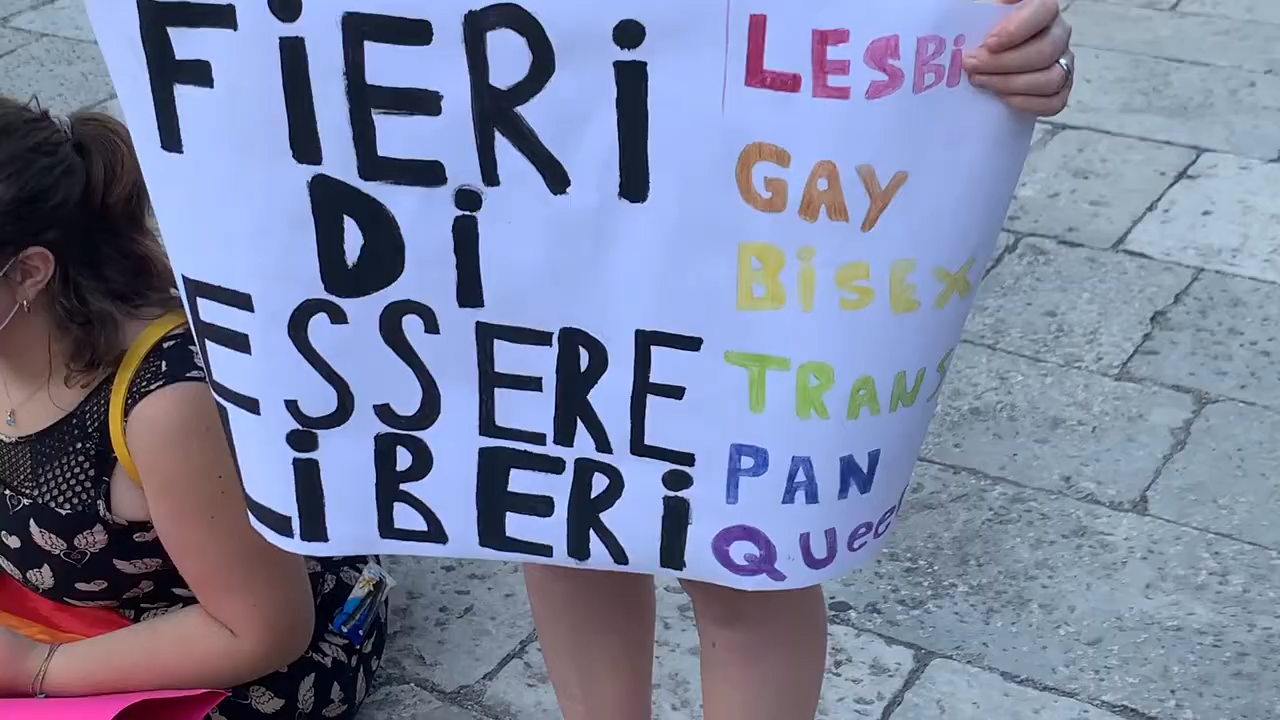 FiERi
Di
ESSERE
LiBERi
LESBi
GAY
BiSEX
TRANS
PAN
Queer